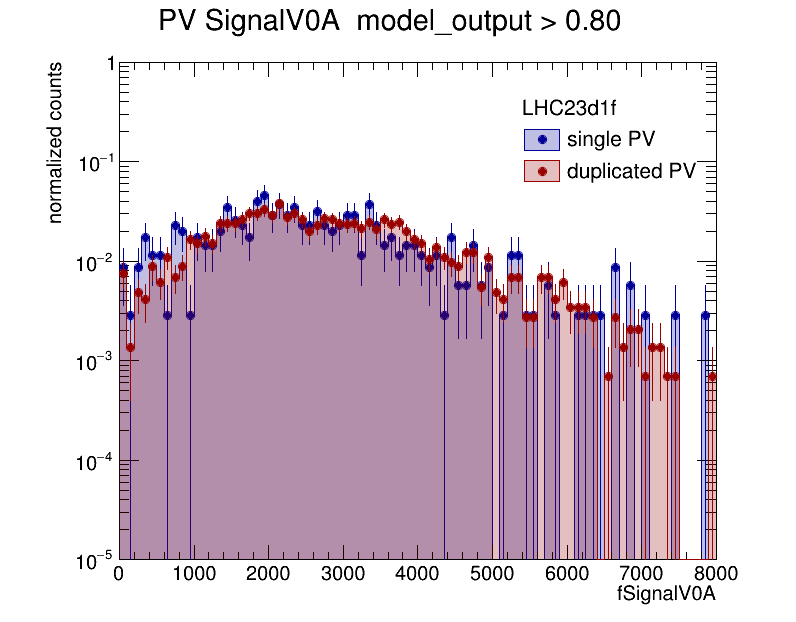 PV SignalV0A  model_output > 0.80
normalized counts
1
10⁻¹
10⁻²
10⁻³
10⁻⁴
10⁻⁵
LHC23d1f
single PV
duplicated PV
0 1000 2000 3000 4000 5000 6000 7000 8000
fSignalV0A